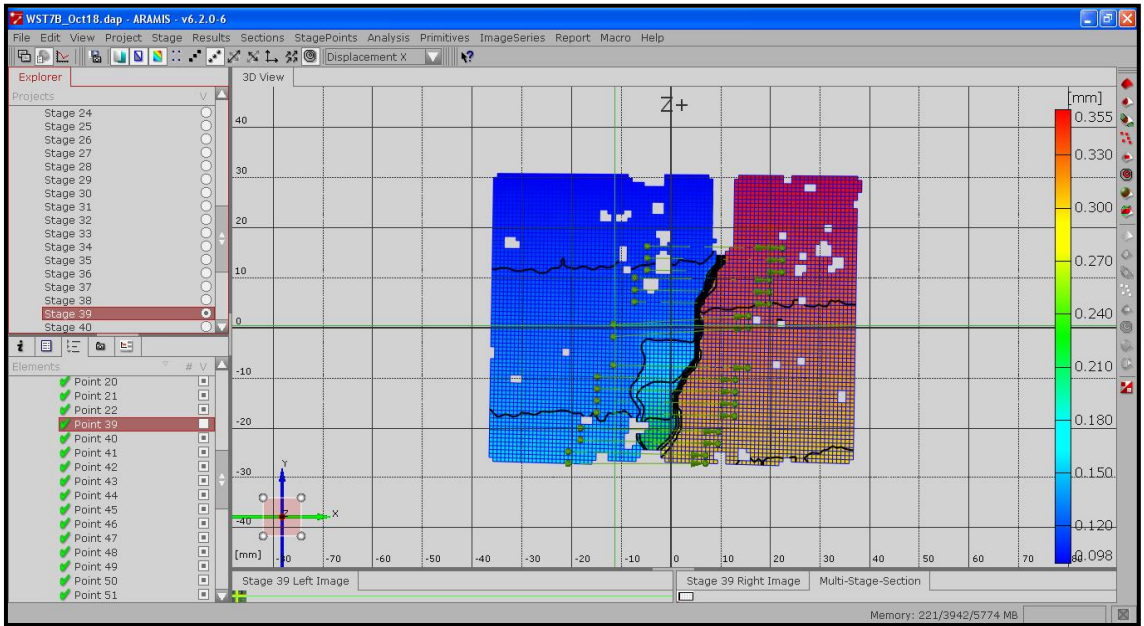 WST7B_Oct18.dap - ARAMIS - v6.2.0-6
File Edit View Project Stage Results Sections StagePoints Analysis Primitives ImageSeries Report Macro Help
Displacement X
Explorer
3D View
Projects V
Stage 24
Stage 25
Stage 26
Stage 27
Stage 28
Stage 29
Stage 30
Stage 31
Stage 32
Stage 33
Stage 34
Stage 35
Stage 36
Stage 37
Stage 38
Stage 39
Stage 40
Elements # V
Point 20
Point 21
Point 22
Point 39
Point 40
Point 41
Point 42
Point 43
Point 44
Point 45
Point 46
Point 47
Point 48
Point 49
Point 50
Point 51
Z+
40
30
20
10
0
-10
-20
-30
-40
Y
Z
X
[mm] -80 -70 -60 -50 -40 -30 -20 -10 0 10 20 30 40 50 60 70 80
[mm]
0.355
0.330
0.300
0.270
0.240
0.210
0.180
0.150
0.120
0.098
Stage 39 Left Image
Stage 39 Right Image
Multi-Stage-Section
Memory: 221/3942/5774 MB